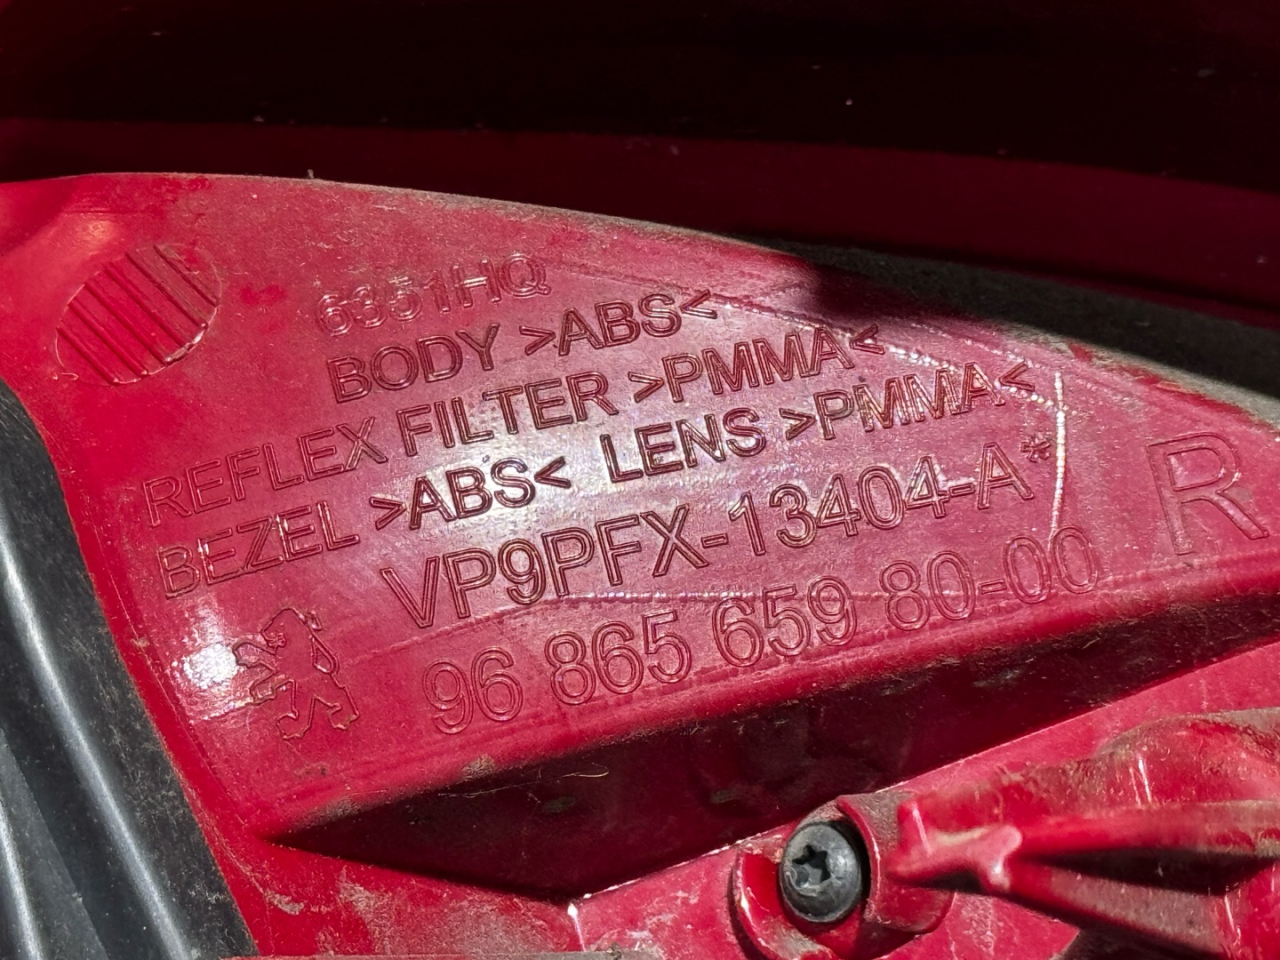 6351HQ
BODY >ABS<
REFLEX FILTER >PMMA<
BEZEL >ABS< LENS >PMMA<
VP9PFX-13404-A*
96 865 659 80-00
R